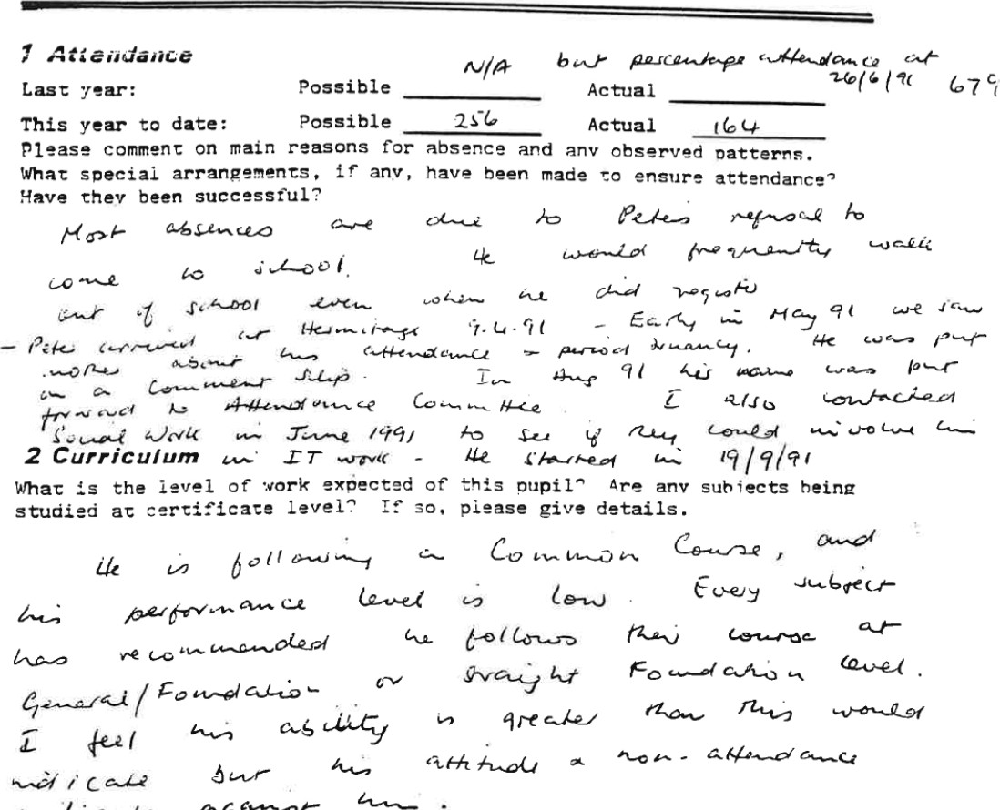 1 Attendance
N/A but percentage attendance at
26/6/91 67%
Last year: Possible Actual
This year to date: Possible 256 Actual 164
Please comment on main reasons for absence and any observed patterns.
What special arrangements, if any, have been made to ensure attendance?
Have they been successful?
Most absences are due to Peters refusal to
come to school. He would frequently walk
out of school even when he did register
- Peter arrived at Hermitage 9.4.91 - Early in May 91 we saw
notes about his attendance - period truancy. He was put
on a Comment slip. In Aug 91 his name was put
forward to Attendance Committee. I also contacted
Social Work in June 1991 to see if they could involve him
2 Curriculum in IT work - He started in 19/9/91
What is the level of work expected of this pupil? Are any subjects being
studied at certificate level? If so, please give details.
He is following a Common Course, and
his performance level is low. Every subject
has recommended he follows their course at
General/Foundation or straight Foundation level.
I feel his ability is greater than this would
indicate but his attitude & non-attendance
against him.